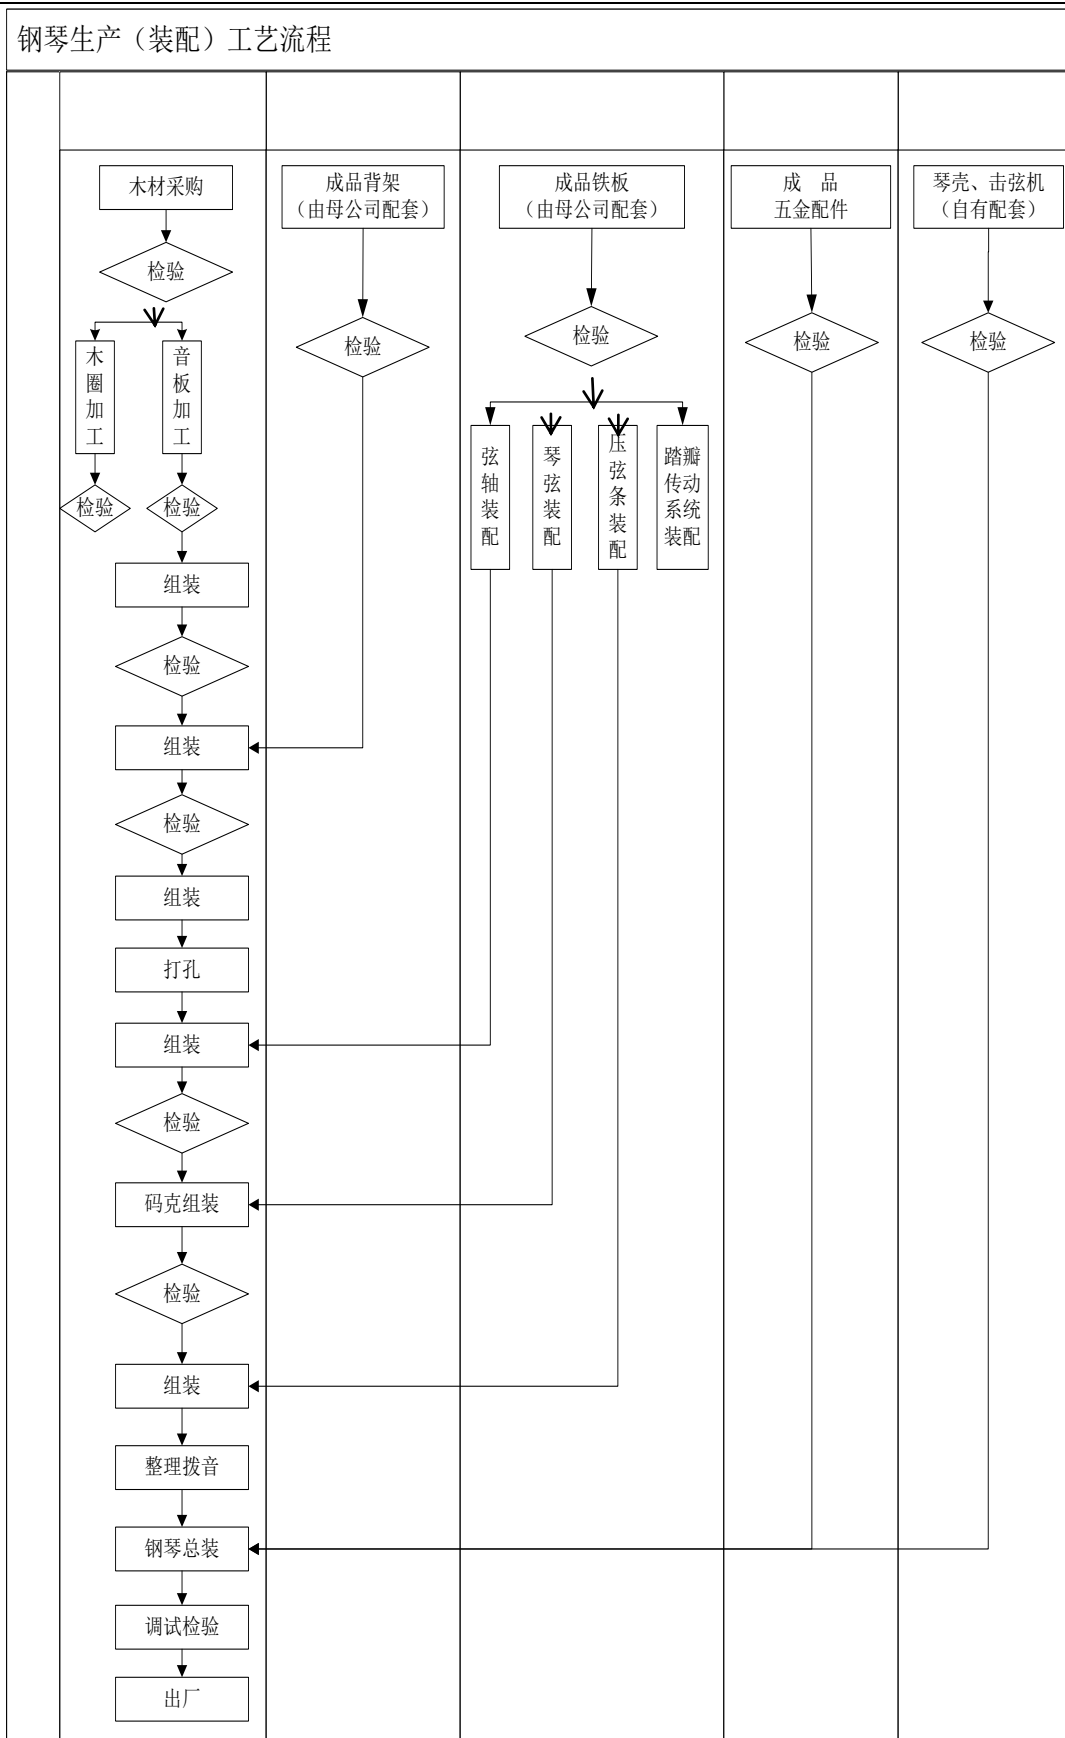 钢琴生产（装配）工艺流程
木材采购
成品背架
（由母公司配套）
成品铁板
（由母公司配套）
成 品
五金配件
琴壳、击弦机
（自有配套）
检验
检验
检验
检验
检验
木圈加工
音板加工
弦轴装配
琴弦装配
压弦条装配
踏瓣
传动
系统
装配
检验
检验
组装
检验
组装
检验
组装
打孔
组装
检验
码克组装
检验
组装
整理拨音
钢琴总装
调试检验
出厂